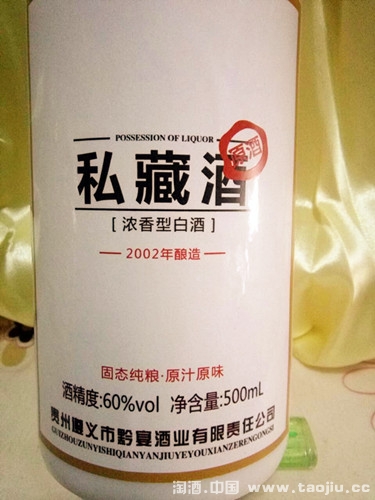 POSSESSION OF LIQUOR
私藏酒
原酒
[ 浓香型白酒 ]
2002年酿造
固态纯粮·原汁原味
酒精度:60%vol 净含量:500mL
贵州遵义市黔宴酒业有限责任公司
GUIZHOUZUNYISHIQIANYANJIUYEYOUXIANZERENGONGSI
淘酒.中国 - www.taojiu.cc